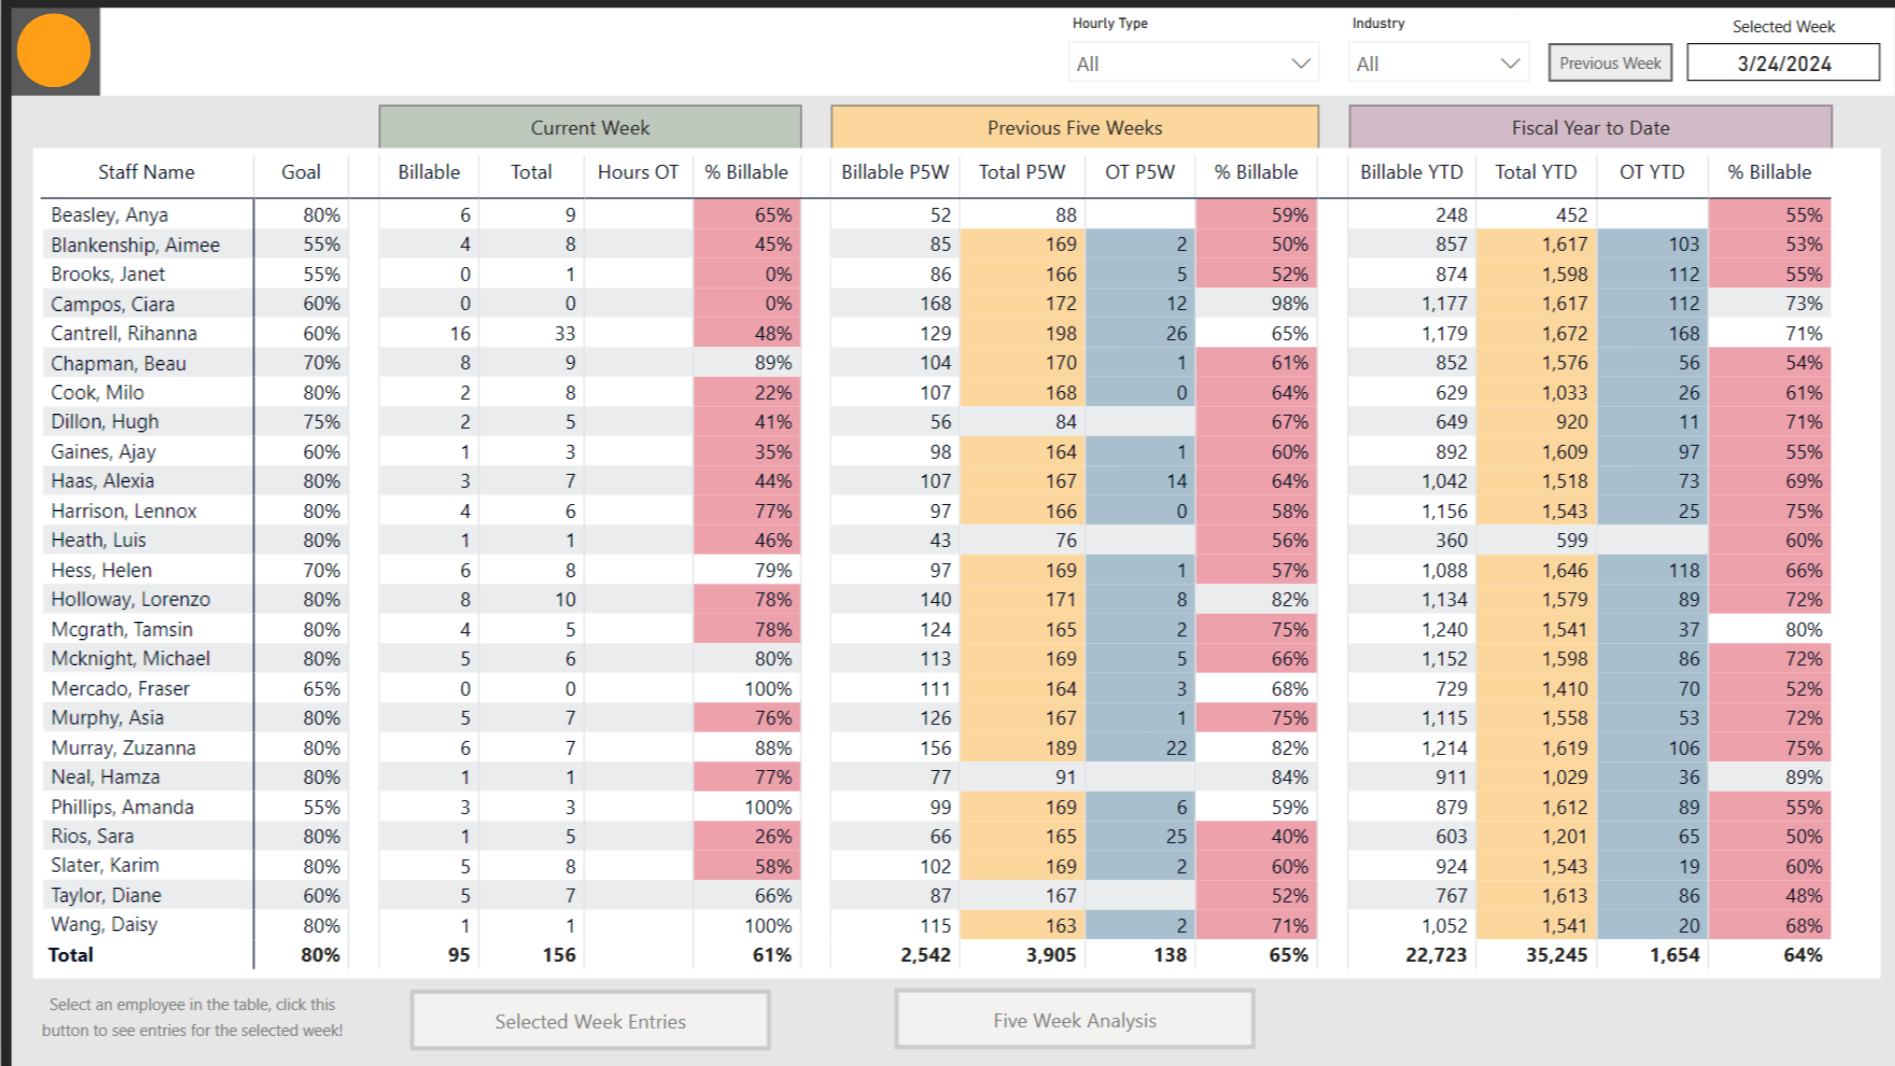 Hourly Type Industry Selected Week
All All Previous Week 3/24/2024
Current Week Previous Five Weeks Fiscal Year to Date
Staff Name Goal Billable Total Hours OT % Billable Billable P5W Total P5W OT P5W % Billable Billable YTD Total YTD OT YTD % Billable
Beasley, Anya 80% 6 9 65% 52 88 59% 248 452 55%
Blankenship, Aimee 55% 4 8 45% 85 169 2 50% 857 1,617 103 53%
Brooks, Janet 55% 0 1 0% 86 166 5 52% 874 1,598 112 55%
Campos, Ciara 60% 0 0 0% 168 172 12 98% 1,177 1,617 112 73%
Cantrell, Rihanna 60% 16 33 48% 129 198 26 65% 1,179 1,672 168 71%
Chapman, Beau 70% 8 9 89% 104 170 1 61% 852 1,576 56 54%
Cook, Milo 80% 2 8 22% 107 168 0 64% 629 1,033 26 61%
Dillon, Hugh 75% 2 5 41% 56 84 67% 649 920 11 71%
Gaines, Ajay 60% 1 3 35% 98 164 1 60% 892 1,609 97 55%
Haas, Alexia 80% 3 7 44% 107 167 14 64% 1,042 1,518 73 69%
Harrison, Lennox 80% 4 6 77% 97 166 0 58% 1,156 1,543 25 75%
Heath, Luis 80% 1 1 46% 43 76 56% 360 599 60%
Hess, Helen 70% 6 8 79% 97 169 1 57% 1,088 1,646 118 66%
Holloway, Lorenzo 80% 8 10 78% 140 171 8 82% 1,134 1,579 89 72%
Mcgrath, Tamsin 80% 4 5 78% 124 165 2 75% 1,240 1,541 37 80%
Mcknight, Michael 80% 5 6 80% 113 169 5 66% 1,152 1,598 86 72%
Mercado, Fraser 65% 0 0 100% 111 164 3 68% 729 1,410 70 52%
Murphy, Asia 80% 5 7 76% 126 167 1 75% 1,115 1,558 53 72%
Murray, Zuzanna 80% 6 7 88% 156 189 22 82% 1,214 1,619 106 75%
Neal, Hamza 80% 1 1 77% 77 91 84% 911 1,029 36 89%
Phillips, Amanda 55% 3 3 100% 99 169 6 59% 879 1,612 89 55%
Rios, Sara 80% 1 5 26% 66 165 25 40% 603 1,201 65 50%
Slater, Karim 80% 5 8 58% 102 169 2 60% 924 1,543 19 60%
Taylor, Diane 60% 5 7 66% 87 167 52% 767 1,613 86 48%
Wang, Daisy 80% 1 1 100% 115 163 2 71% 1,052 1,541 20 68%
Total 80% 95 156 61% 2,542 3,905 138 65% 22,723 35,245 1,654 64%
Select an employee in the table, click this
button to see entries for the selected week!
Selected Week Entries Five Week Analysis